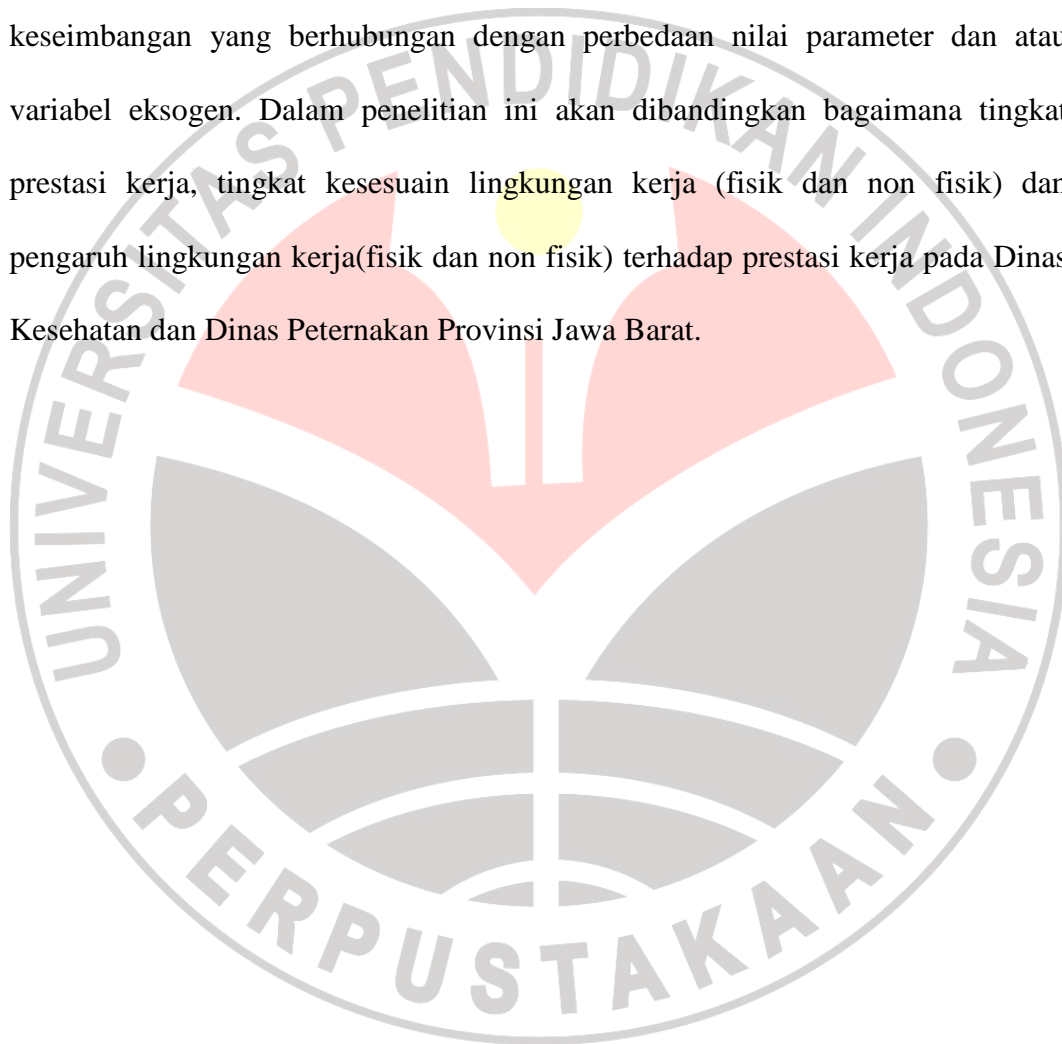 keseimbangan yang berhubungan dengan perbedaan nilai parameter dan atau
variabel eksogen. Dalam penelitian ini akan dibandingkan bagaimana tingkat
prestasi kerja, tingkat kesesuain lingkungan kerja (fisik dan non fisik) dan
pengaruh lingkungan kerja(fisik dan non fisik) terhadap prestasi kerja pada Dinas
Kesehatan dan Dinas Peternakan Provinsi Jawa Barat.
UNIVERSITAS PENDIDIKAN INDONESIA
PERPUSTAKAAN